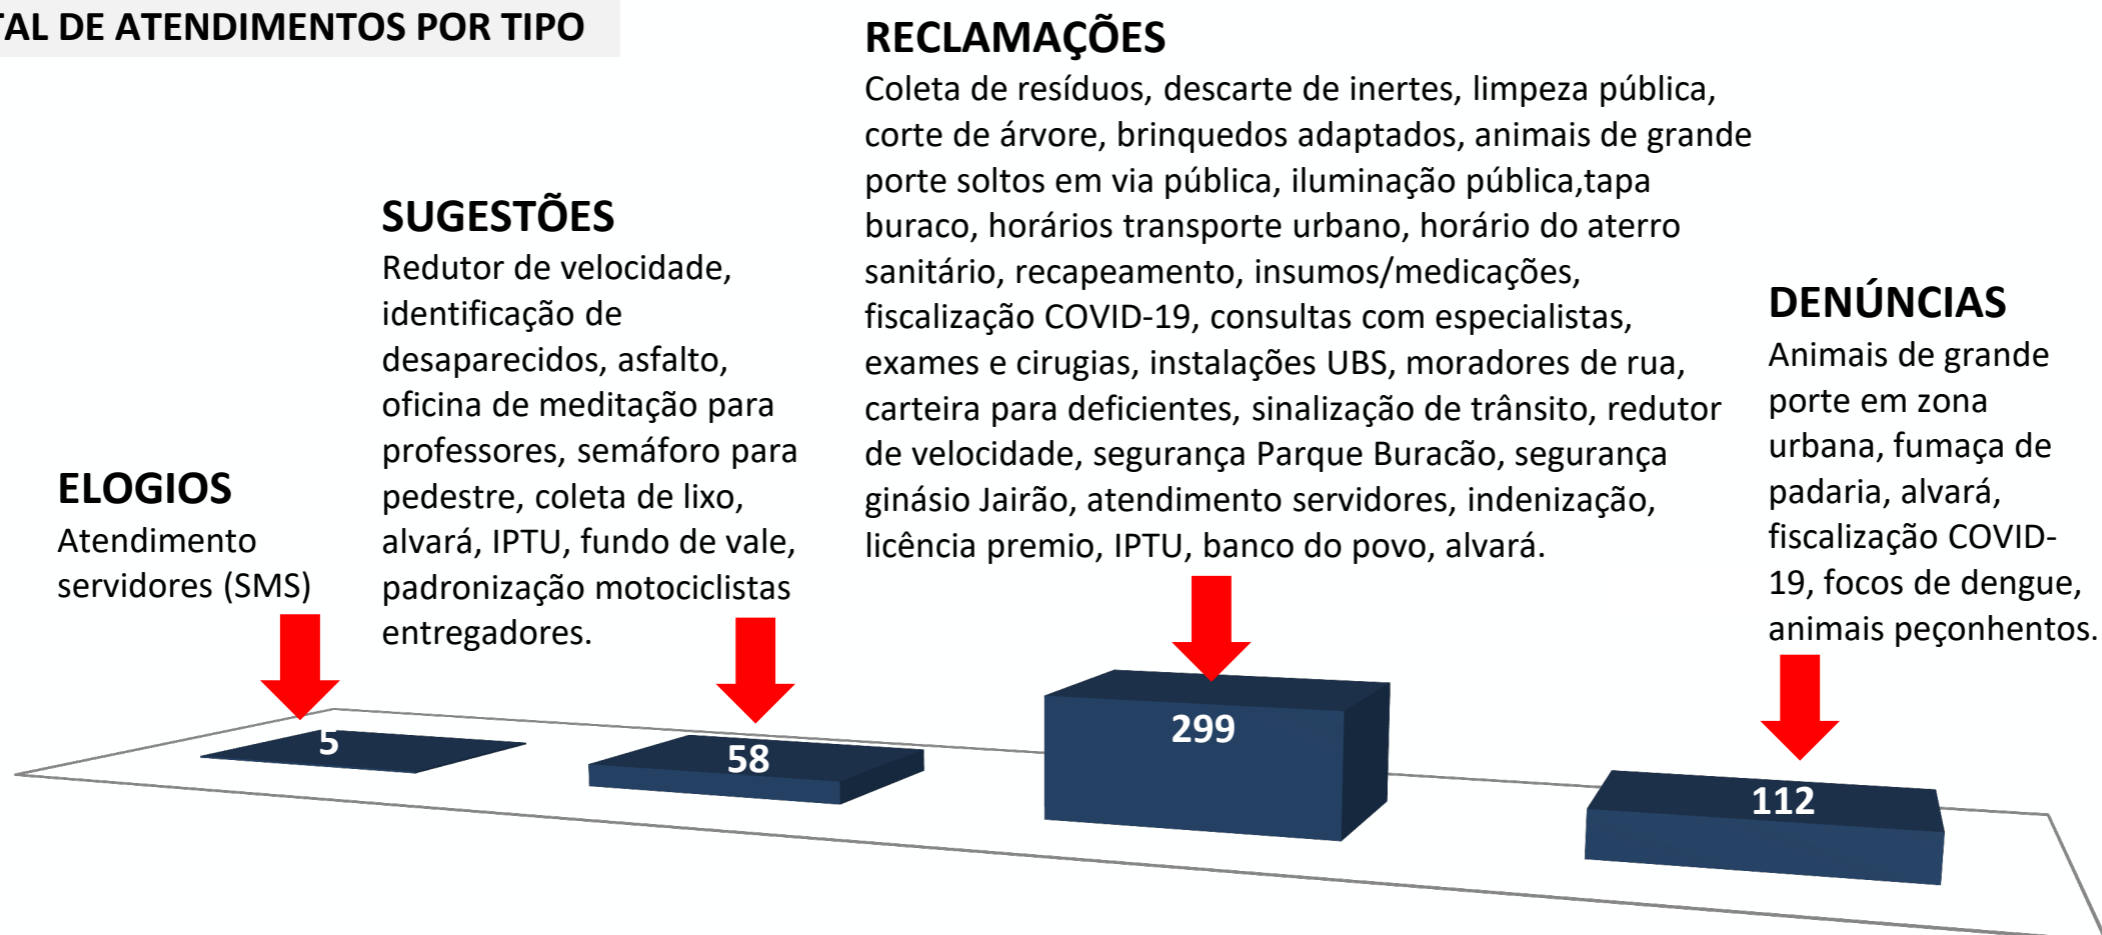 TAL DE ATENDIMENTOS POR TIPO
ELOGIOS
Atendimento
servidores (SMS)
SUGESTÕES
Redutor de velocidade,
identificação de
desaparecidos, asfalto,
oficina de meditação para
professores, semáforo para
pedestre, coleta de lixo,
alvará, IPTU, fundo de vale,
padronização motociclistas
entregadores.
RECLAMAÇÕES
Coleta de resíduos, descarte de inertes, limpeza pública,
corte de árvore, brinquedos adaptados, animais de grande
porte soltos em via pública, iluminação pública,tapa
buraco, horários transporte urbano, horário do aterro
sanitário, recapeamento, insumos/medicações,
fiscalização COVID-19, consultas com especialistas,
exames e cirugias, instalações UBS, moradores de rua,
carteira para deficientes, sinalização de trânsito, redutor
de velocidade, segurança Parque Buracão, segurança
ginásio Jairão, atendimento servidores, indenização,
licência premio, IPTU, banco do povo, alvará.
DENÚNCIAS
Animais de grande
porte em zona
urbana, fumaça de
padaria, alvará,
fiscalização COVID-
19, focos de dengue,
animais peçonhentos.
5
58
299
112